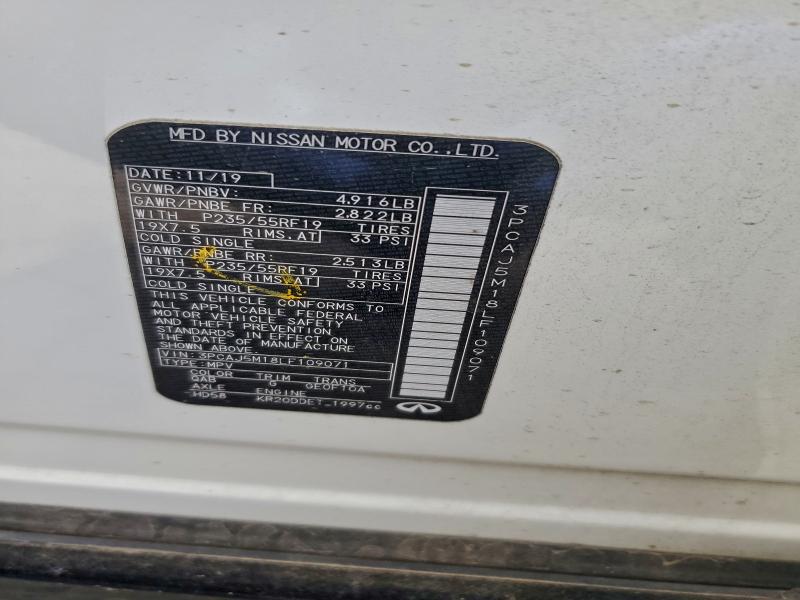 MFD BY NISSAN MOTOR CO.,LTD.
DATE:11/19
GVWR/PNBV: 4,916LB
GAWR/PNBE FR: 2,822LB
WITH P235/55RF19 TIRES
19X7.5 RIMS.AT 33 PSI
COLD SINGLE
GAWR/PNBE RR: 2,513LB
WITH P235/55RF19 TIRES
19X7.5 RIMS.AT 33 PSI
COLD SINGLE
THIS VEHICLE CONFORMS TO
ALL APPLICABLE FEDERAL
MOTOR VEHICLE SAFETY
AND THEFT PREVENTION
STANDARDS IN EFFECT ON
THE DATE OF MANUFACTURE
SHOWN ABOVE.
VIN: 3PCAJ5M18LF109071
TYPE: MPV
COLOR TRIM TRANS
QAB G GE0F10A
AXLE ENGINE
HD58 KR20DDET 1997cc
3PCAJ5M18LF109071